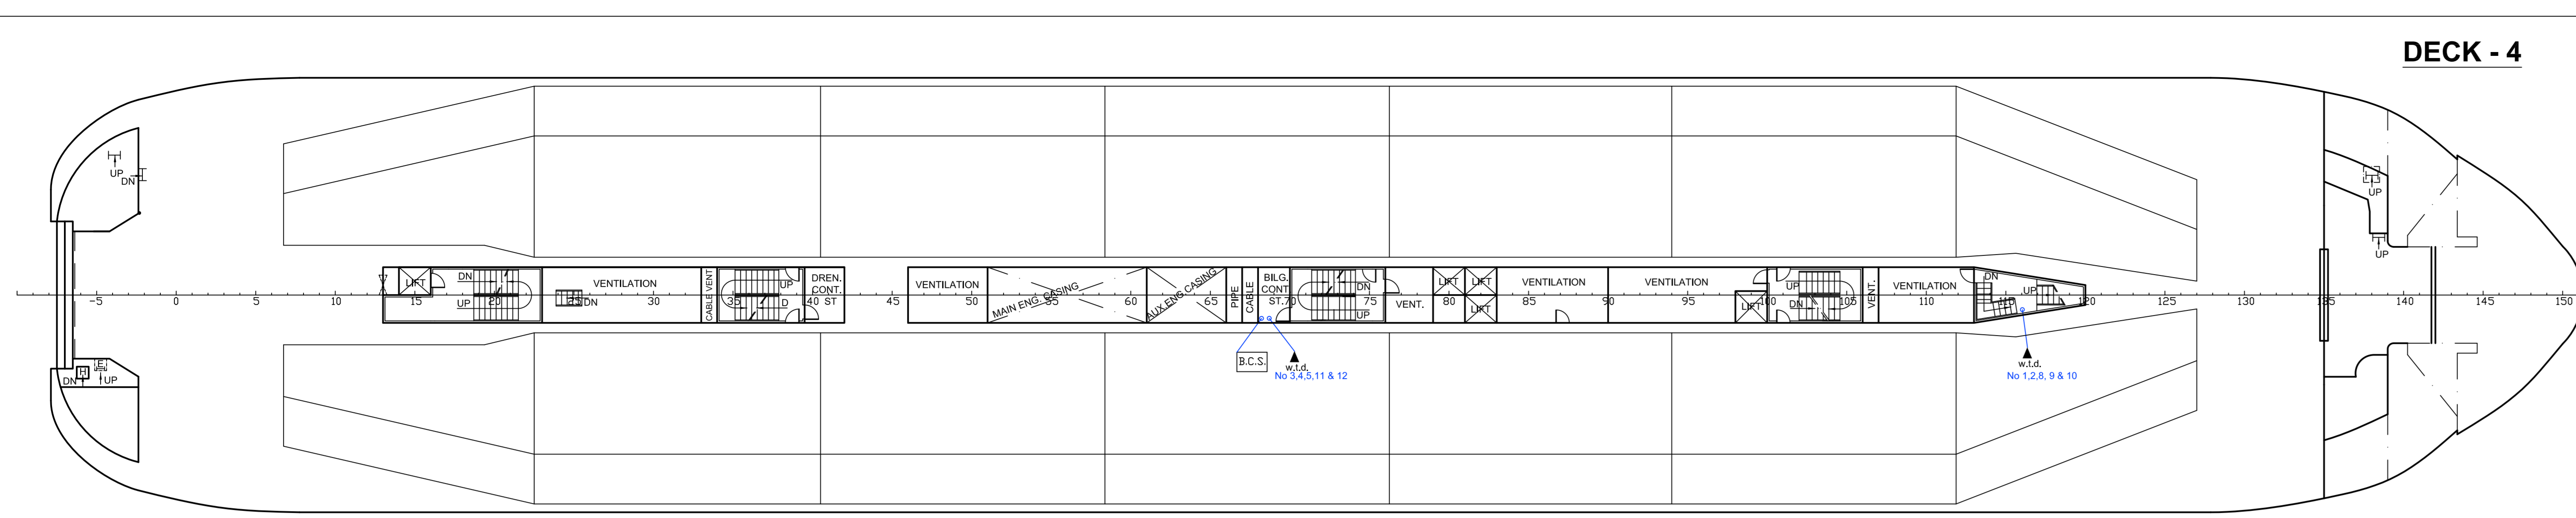 DECK - 4
UP
DN
UP
UP
LIFT
DN
UP
VENTILATION
DN
CABLE VENT
UP
D
DREN.
CONT.
ST
VENTILATION
MAIN ENG. CASING
AUX ENG CASING
PIPE
CABLE
BILG.
CONT
ST.
DN
UP
VENT.
LIFT
LIFT
LIFT
VENTILATION
VENTILATION
LIFT
UP
DN
VENT.
VENTILATION
DN
UP
-5 0 5 10 15 20 25 30 35 40 45 50 55 60 65 70 75 80 85 90 95 100 105 110 115 120 125 130 135 140 145 150
B.C.S.
w.t.d.
No 3,4,5,11 & 12
w.t.d.
No 1,2,8, 9 & 10
H
E
DN
UP